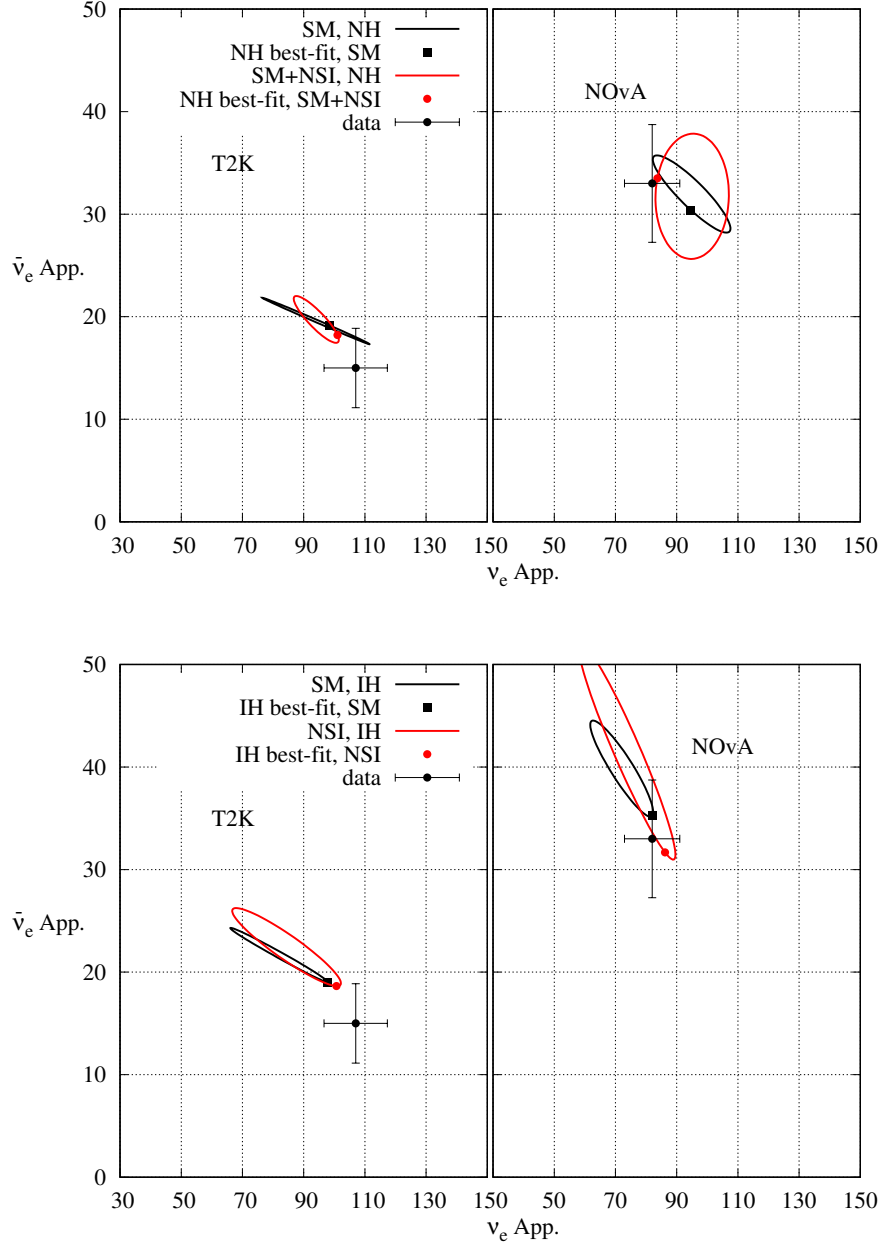 50
40
30
20
10
0
ν̄e App.
SM, NH
NH best-fit, SM
SM+NSI, NH
NH best-fit, SM+NSI
data
T2K
NOvA
30 50 70 90 110 130 150
50 70 90 110 130 150
νe App.
50
40
30
20
10
0
ν̄e App.
SM, IH
IH best-fit, SM
NSI, IH
IH best-fit, NSI
data
T2K
NOvA
30 50 70 90 110 130 150
50 70 90 110 130 150
νe App.